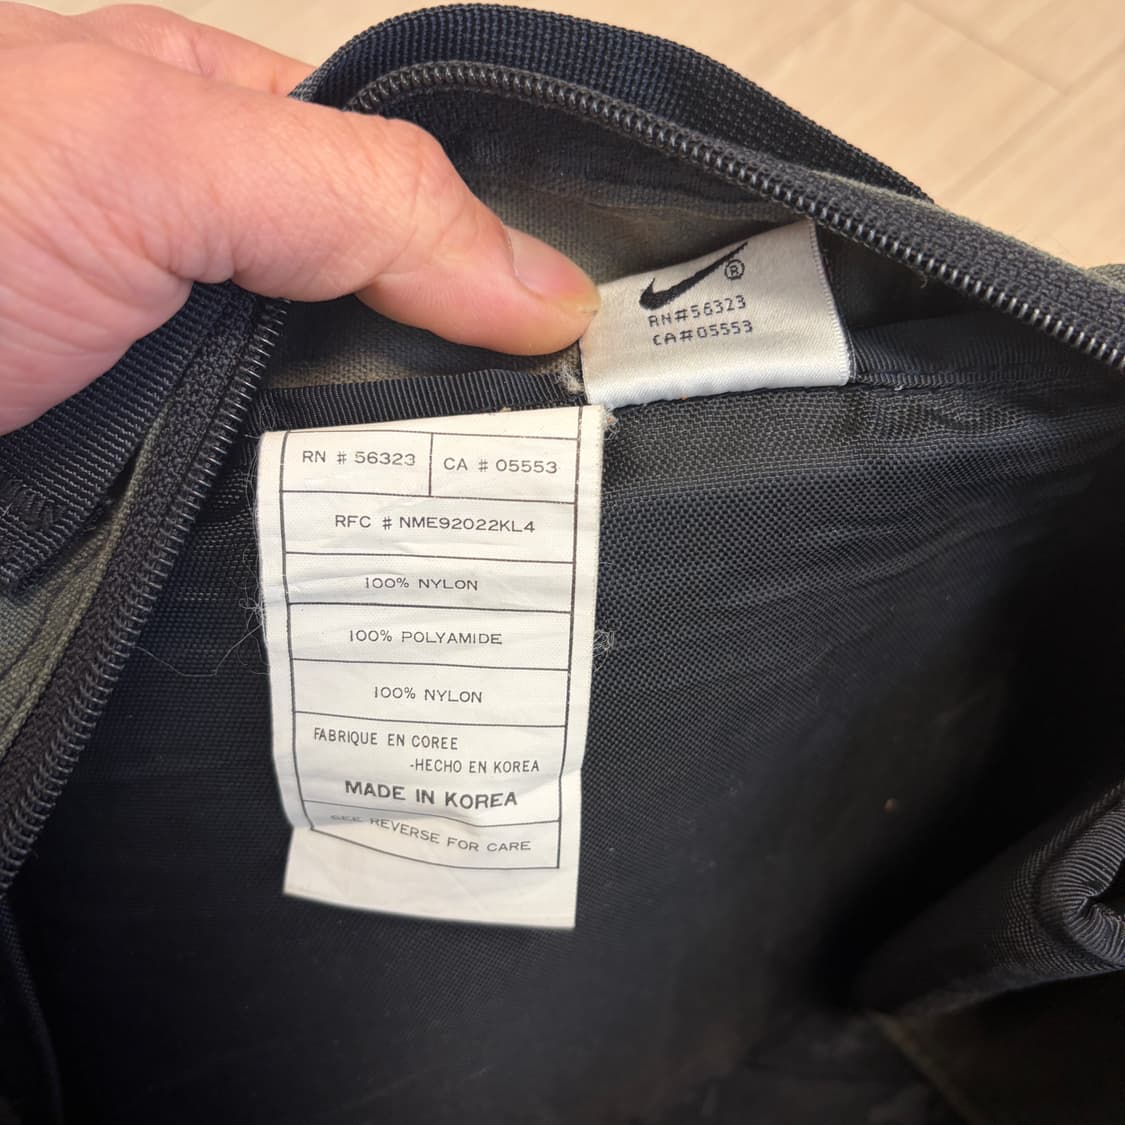 ®
RN#56323
CA#05553
RN # 56323 CA # 05553
RFC # NME92022KL4
100% NYLON
100% POLYAMIDE
100% NYLON
FABRIQUE EN COREE
-HECHO EN KOREA
MADE IN KOREA
SEE REVERSE FOR CARE